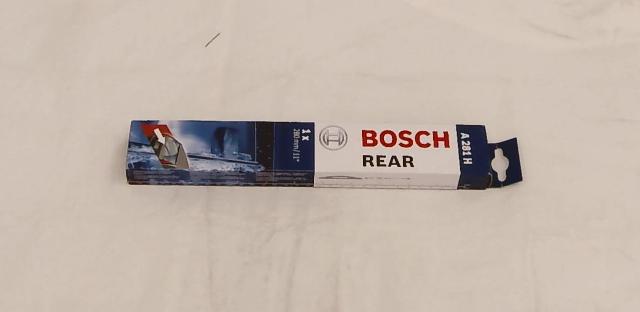 1 x
280mm/11"
BOSCH
REAR
A 281 H